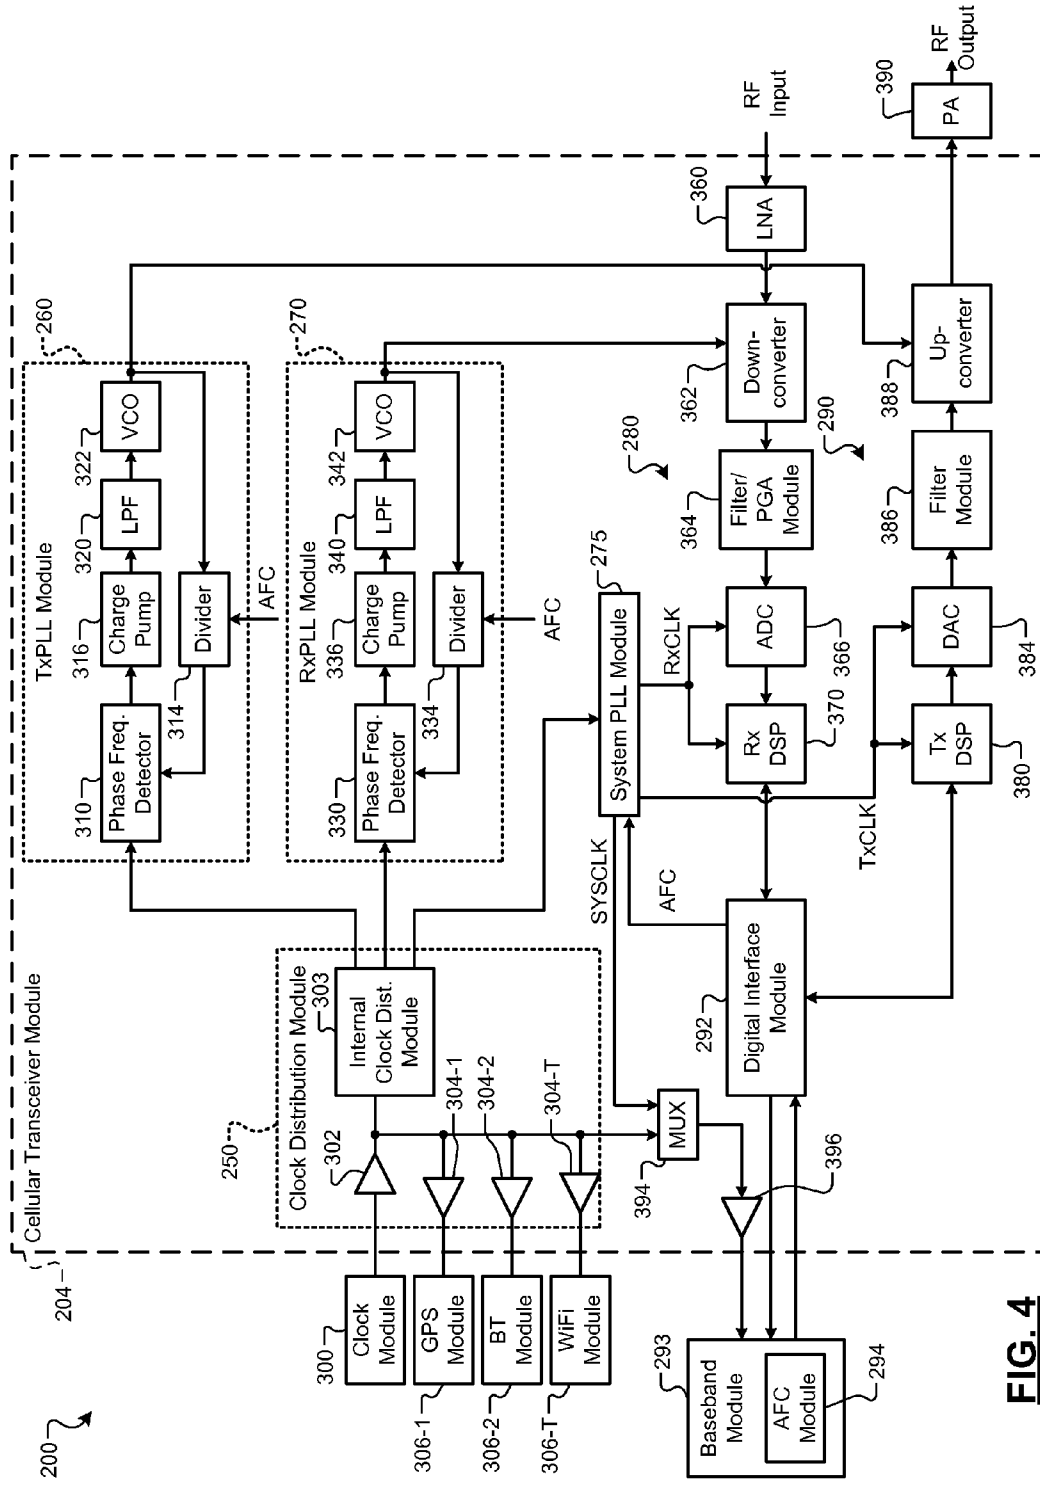 200
204
Cellular Transceiver Module
TxPLL Module
260
310
Phase Freq.
Detector
316
Charge
Pump
320
LPF
322
VCO
314
Divider
AFC
RxPLL Module
270
330
Phase Freq.
Detector
336
Charge
Pump
340
LPF
342
VCO
334
Divider
AFC
250
Clock Distribution Module
302
303
Internal
Clock Dist.
Module
304-1
304-2
304-T
300
Clock
Module
306-1
GPS
Module
306-2
BT
Module
306-T
WiFi
Module
275
System PLL Module
SYSCLK
AFC
RxCLK
TxCLK
280
290
RF
Input
360
LNA
362
Down-
converter
364
Filter/
PGA
Module
366
ADC
370
Rx
DSP
292
Digital Interface
Module
394
MUX
396
293
Baseband
Module
294
AFC
Module
380
Tx
DSP
384
DAC
386
Filter
Module
388
Up-
converter
390
PA
RF
Output
FIG. 4